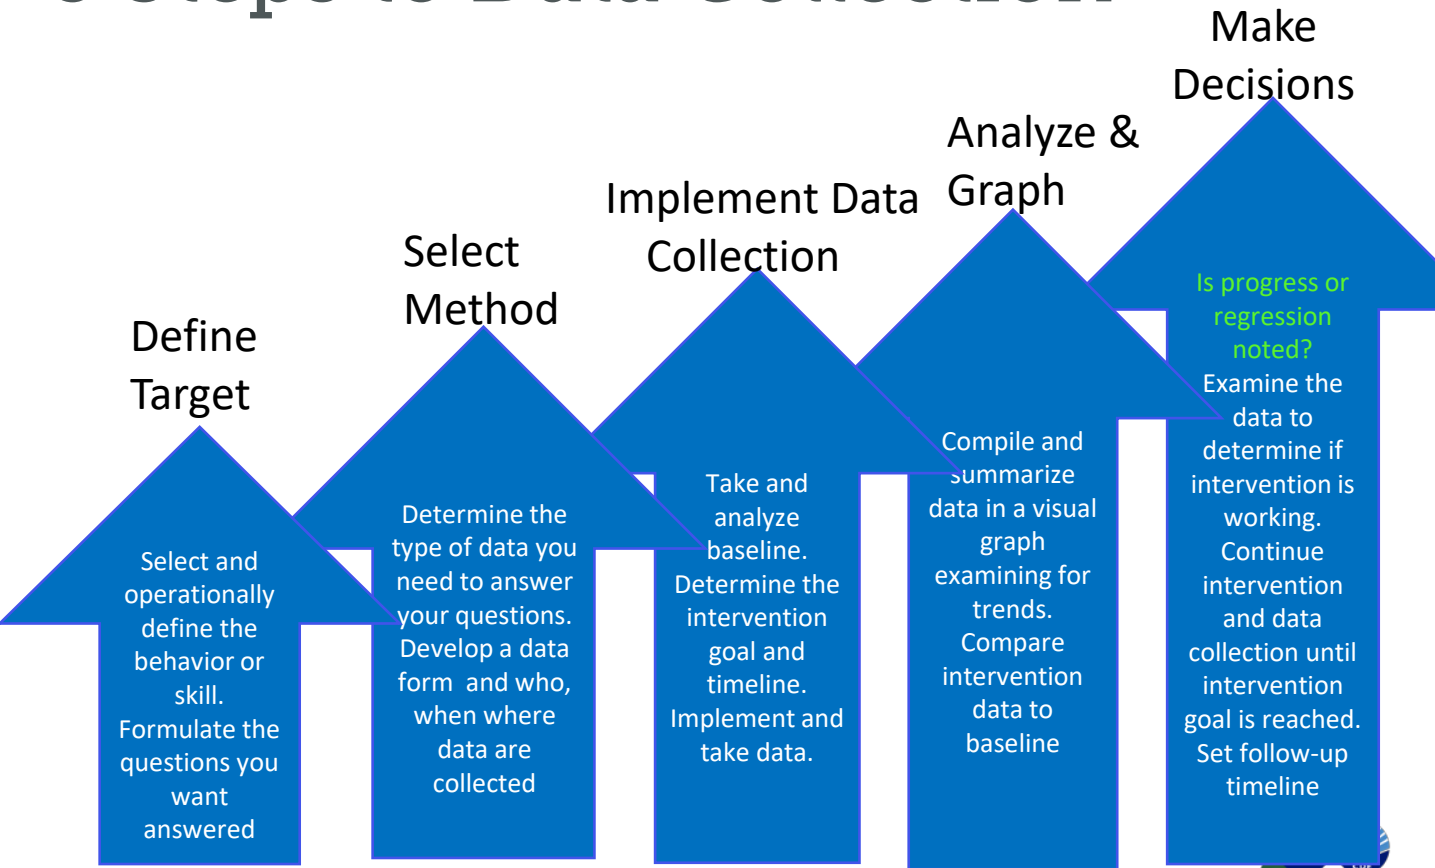 Steps to Data Collection
Define
Target
Select and
operationally
define the
behavior or
skill.
Formulate the
questions you
want
answered
Select
Method
Determine the
type of data you
need to answer
your questions.
Develop a data
form and who,
when where
data are
collected
Implement Data
Collection
Take and
analyze
baseline.
Determine the
intervention
goal and
timeline.
Implement and
take data.
Analyze &
Graph
Compile and
summarize
data in a visual
graph
examining for
trends.
Compare
intervention
data to
baseline
Make
Decisions
Is progress or
regression
noted?
Examine the
data to
determine if
intervention is
working.
Continue
intervention
and data
collection until
intervention
goal is reached.
Set follow-up
timeline